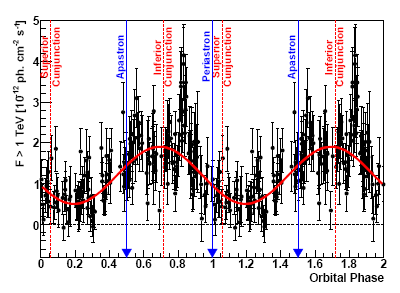 F > 1 TeV [10⁻¹² ph. cm⁻² s⁻¹]
5
4
3
2
1
0
Superior
Conjunction
Apastron
Inferior
Conjunction
Periastron
Superior
Conjunction
Apastron
Inferior
Conjunction
0 0.2 0.4 0.6 0.8 1 1.2 1.4 1.6 1.8 2
Orbital Phase